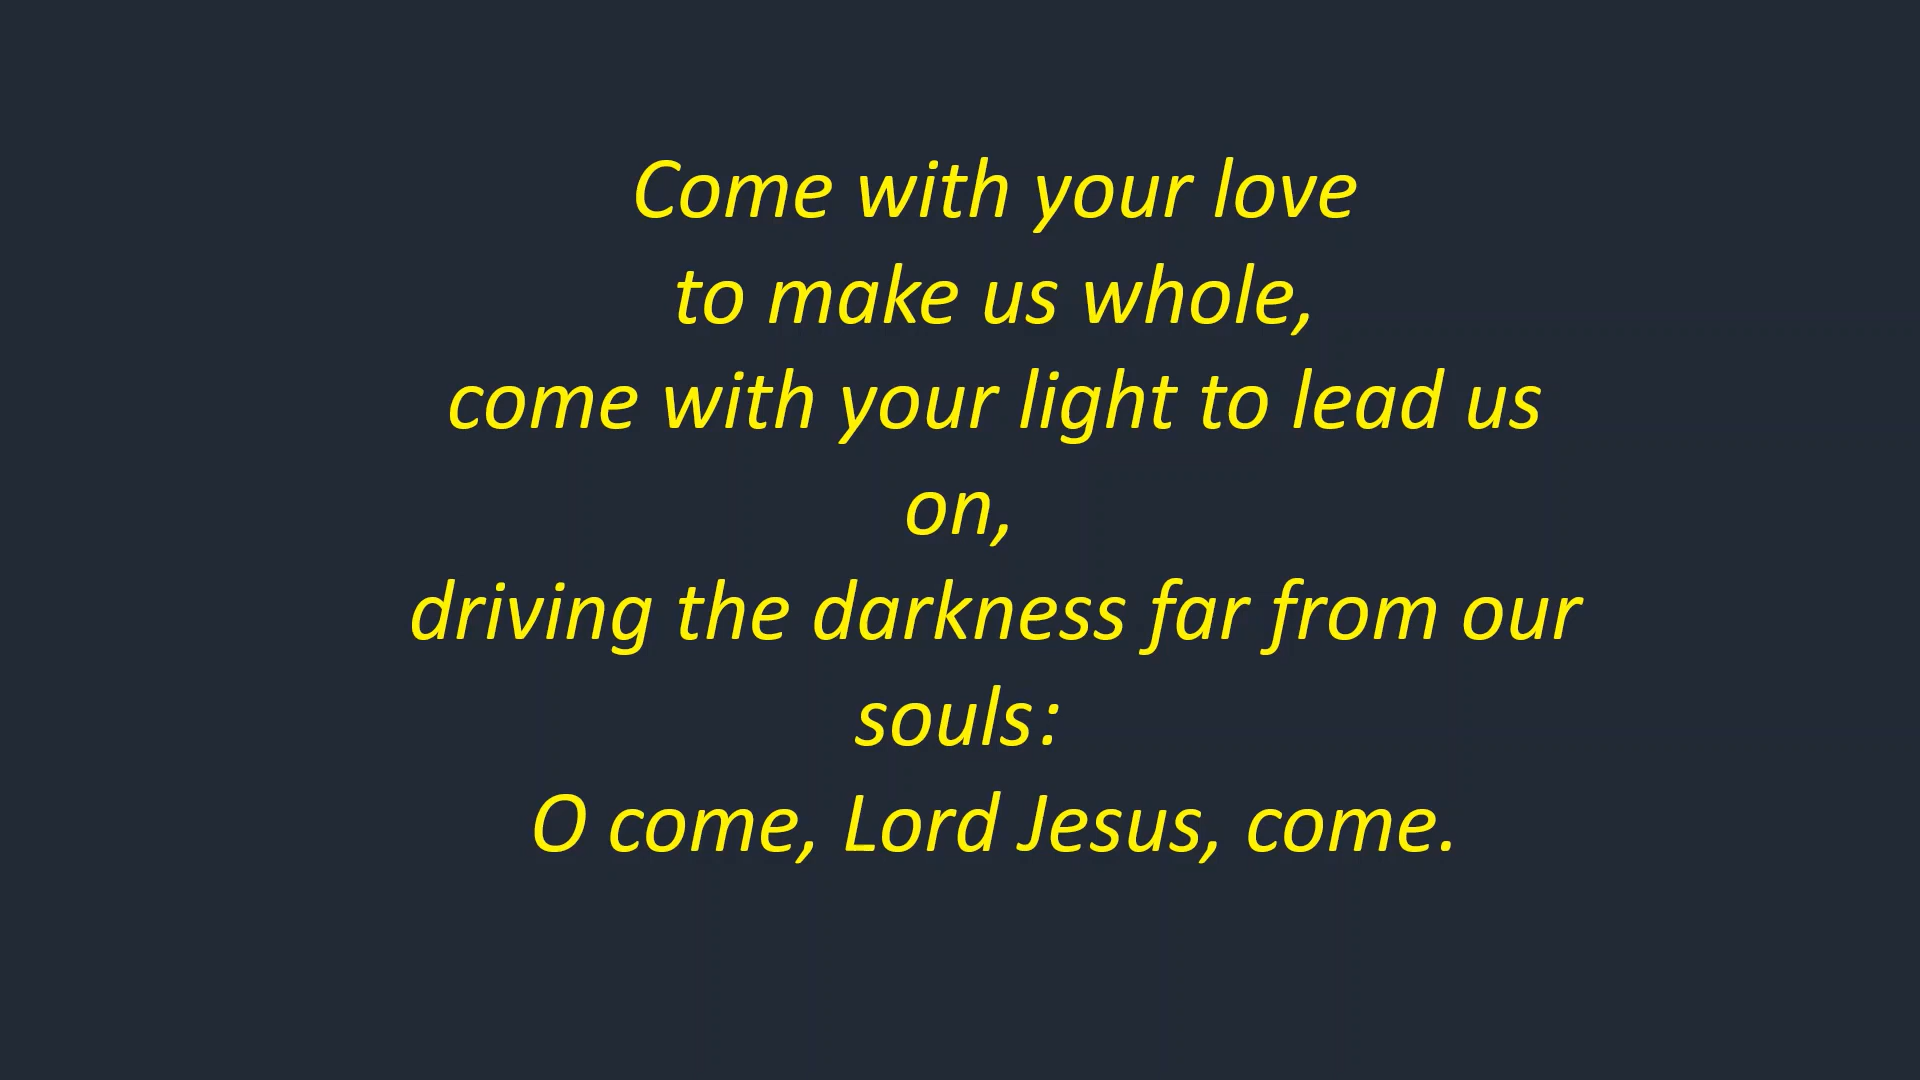 Come with your love
to make us whole,
come with your light to lead us
on,
driving the darkness far from our
souls:
O come, Lord Jesus, come.